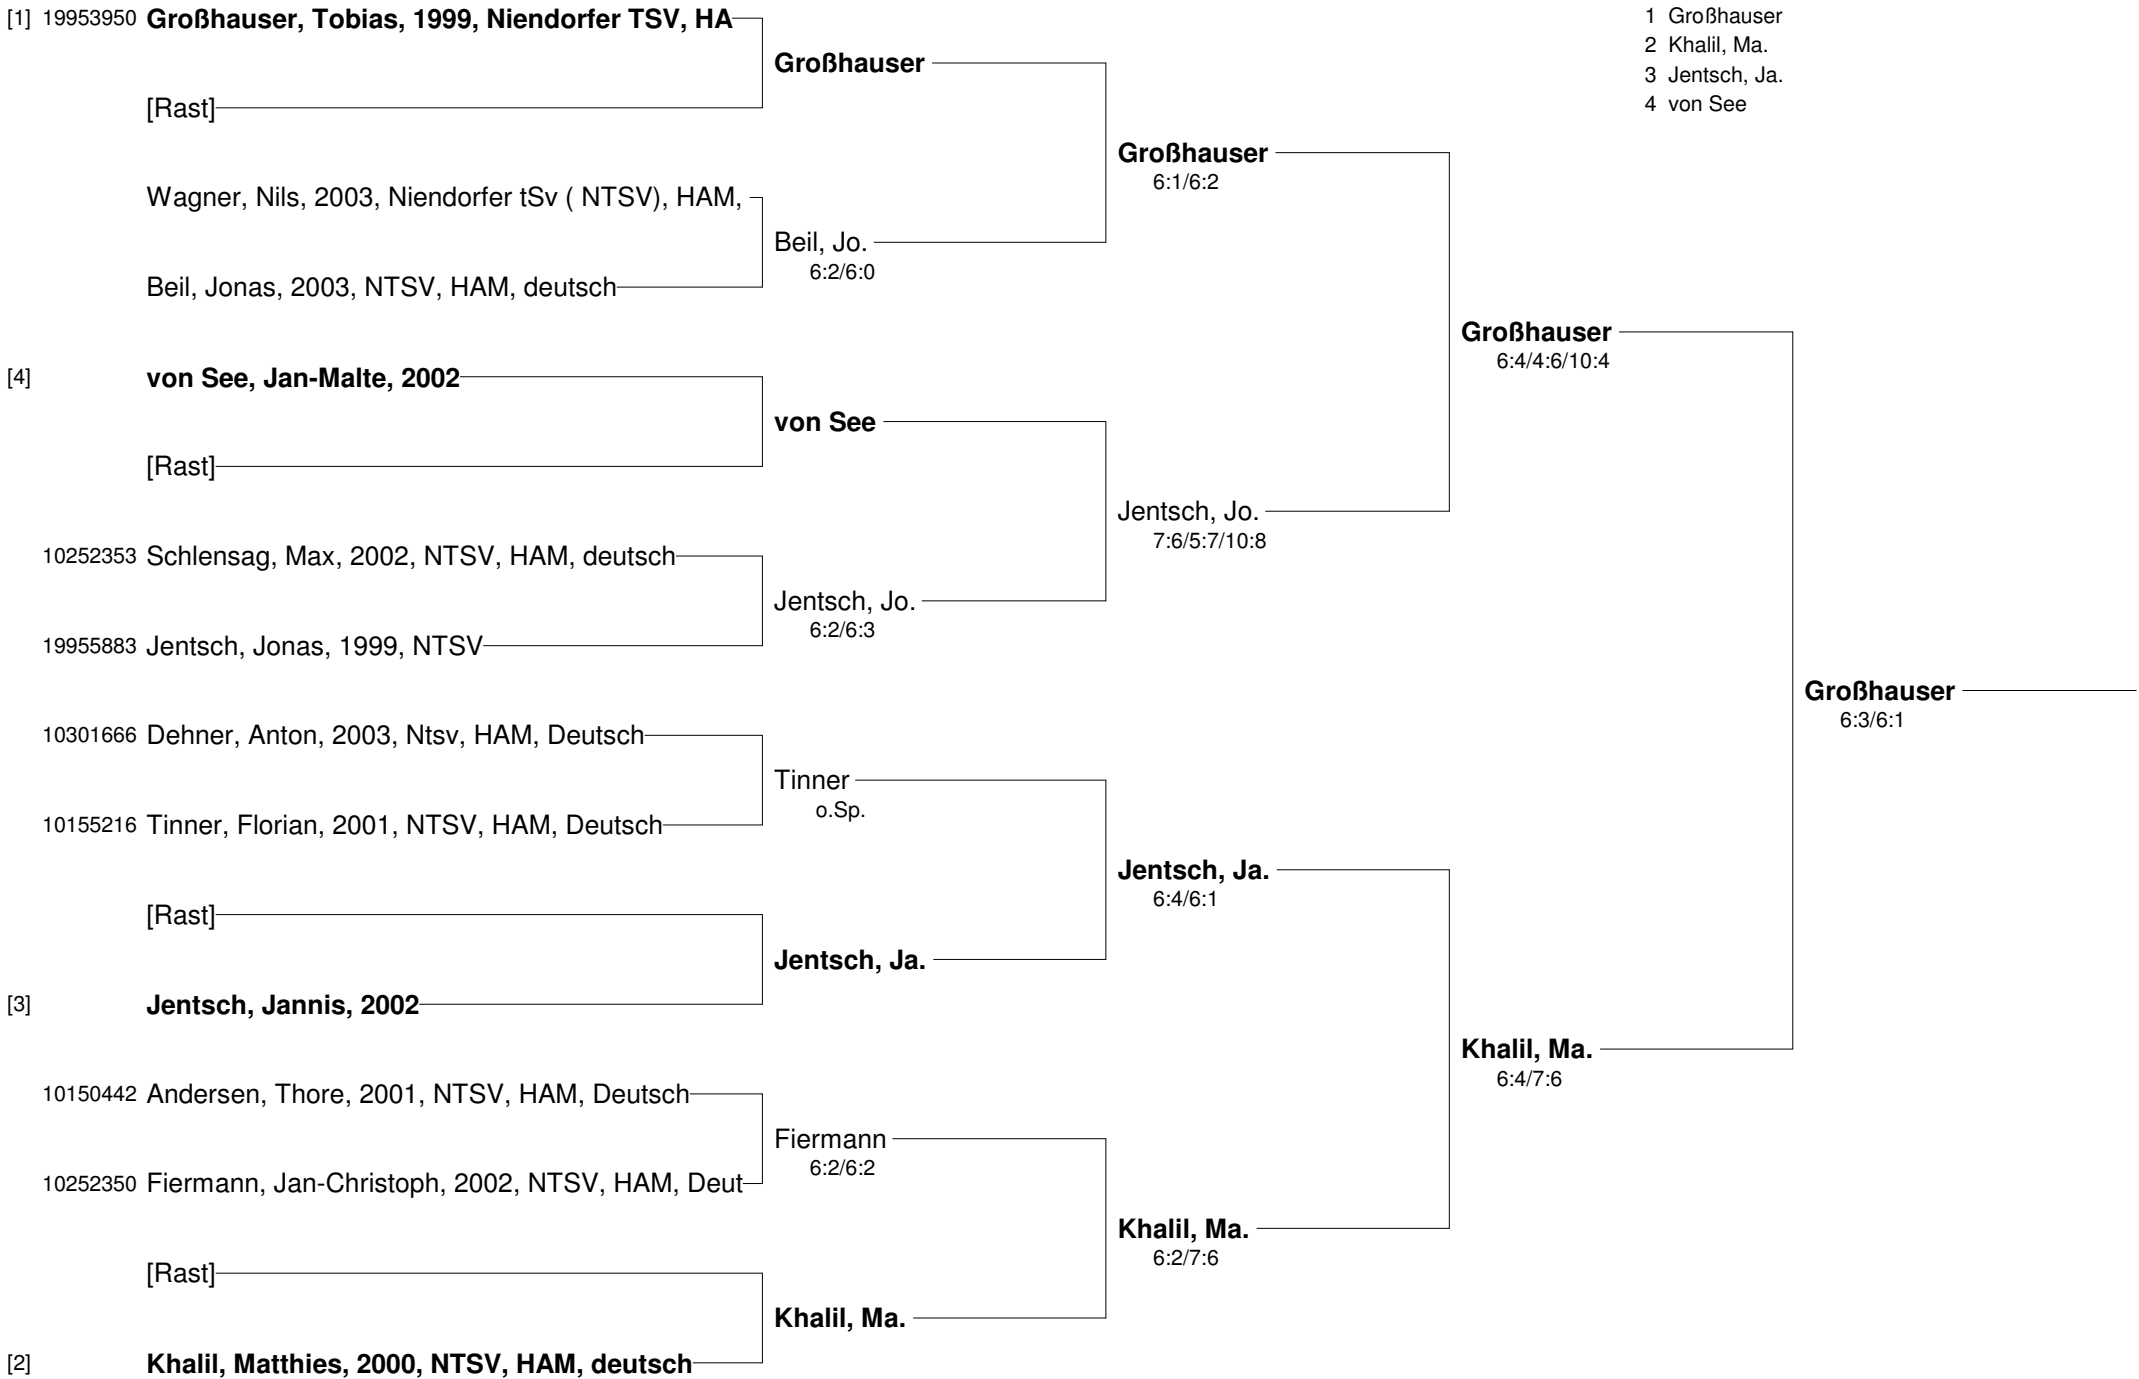 [1] 19953950 Großhauser, Tobias, 1999, Niendorfer TSV, HA
[Rast]
Wagner, Nils, 2003, Niendorfer tSv ( NTSV), HAM,
Beil, Jonas, 2003, NTSV, HAM, deutsch
[4] von See, Jan-Malte, 2002
[Rast]
10252353 Schlensag, Max, 2002, NTSV, HAM, deutsch
19955883 Jentsch, Jonas, 1999, NTSV
10301666 Dehner, Anton, 2003, Ntsv, HAM, Deutsch
10155216 Tinner, Florian, 2001, NTSV, HAM, Deutsch
[Rast]
[3] Jentsch, Jannis, 2002
10150442 Andersen, Thore, 2001, NTSV, HAM, Deutsch
10252350 Fiermann, Jan-Christoph, 2002, NTSV, HAM, Deut
[Rast]
[2] Khalil, Matthies, 2000, NTSV, HAM, deutsch
Großhauser
Beil, Jo.
6:2/6:0
von See
Jentsch, Jo.
6:2/6:3
Tinner
o.Sp.
Jentsch, Ja.
Fiermann
6:2/6:2
Khalil, Ma.
Großhauser
6:1/6:2
Jentsch, Jo.
7:6/5:7/10:8
Jentsch, Ja.
6:4/6:1
Khalil, Ma.
6:2/7:6
Großhauser
6:4/4:6/10:4
Khalil, Ma.
6:4/7:6
Großhauser
6:3/6:1
1 Großhauser
2 Khalil, Ma.
3 Jentsch, Ja.
4 von See